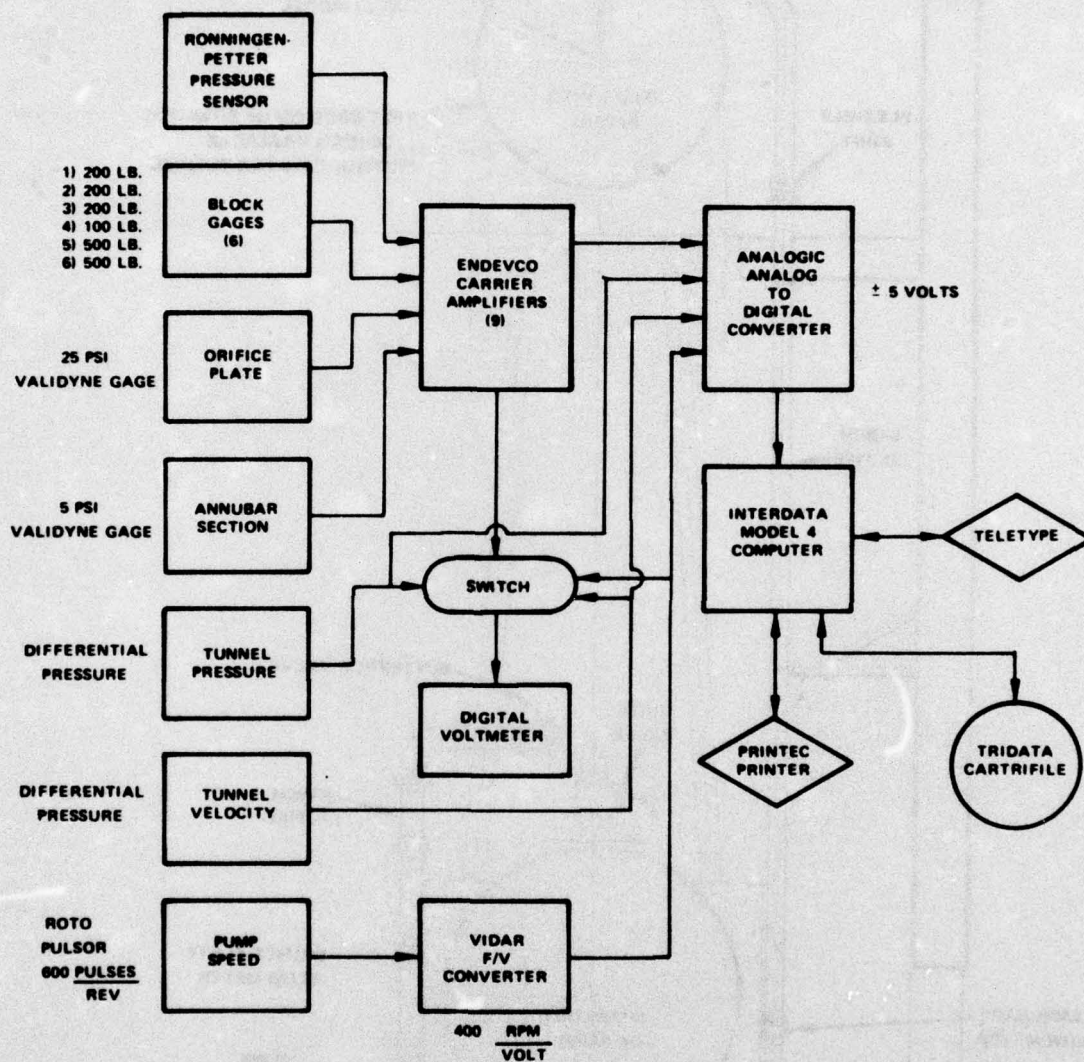 RONNINGEN-
PETTER
PRESSURE
SENSOR
1) 200 LB.
2) 200 LB.
3) 200 LB.
4) 100 LB.
5) 500 LB.
6) 500 LB.
BLOCK
GAGES
(6)
ENDEVCO
CARRIER
AMPLIFIERS
(9)
ANALOGIC
ANALOG
TO
DIGITAL
CONVERTER
± 5 VOLTS
25 PSI
VALIDYNE GAGE
ORIFICE
PLATE
5 PSI
VALIDYNE GAGE
ANNUBAR
SECTION
INTERDATA
MODEL 4
COMPUTER
TELETYPE
SWITCH
DIFFERENTIAL
PRESSURE
TUNNEL
PRESSURE
DIGITAL
VOLTMETER
PRINTEC
PRINTER
TRIDATA
CARTRIFILE
DIFFERENTIAL
PRESSURE
TUNNEL
VELOCITY
ROTO
PULSOR
600 PULSES
REV
PUMP
SPEED
VIDAR
F/V
CONVERTER
400 RPM
VOLT